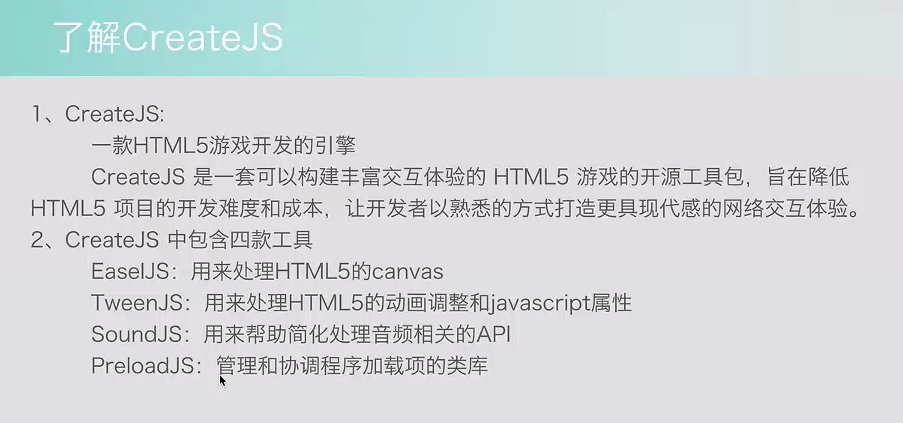 了解CreateJS
1、CreateJS:
一款HTML5游戏开发的引擎
CreateJS 是一套可以构建丰富交互体验的 HTML5 游戏的开源工具包，旨在降低
HTML5 项目的开发难度和成本，让开发者以熟悉的方式打造更具现代感的网络交互体验。
2、CreateJS 中包含四款工具
EaselJS：用来处理HTML5的canvas
TweenJS：用来处理HTML5的动画调整和javascript属性
SoundJS：用来帮助简化处理音频相关的API
PreloadJS：管理和协调程序加载项的类库